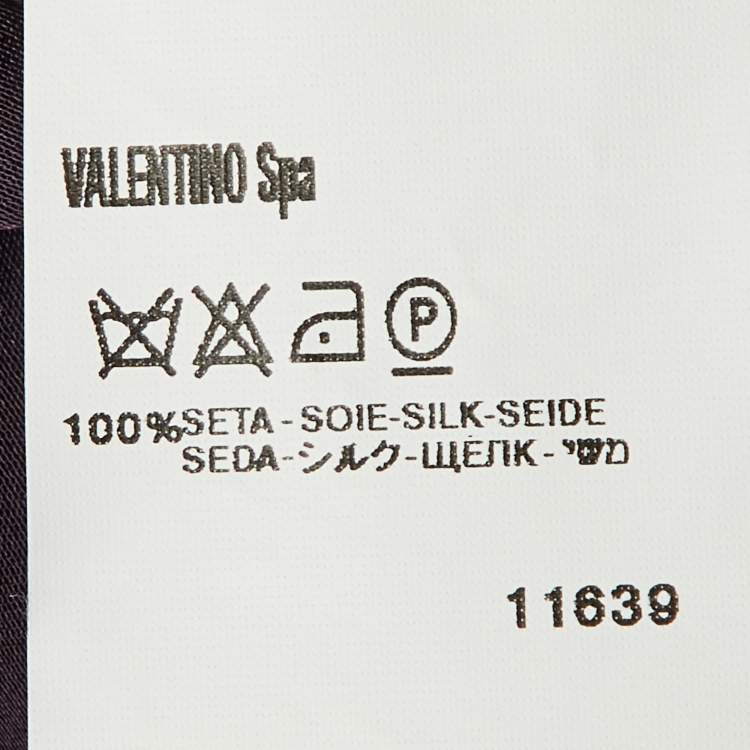 VALENTINO Spa
P
100%SETA-SOIE-SILK-SEIDE
SEDA-シルク-ЩЕЛК-משי
11639